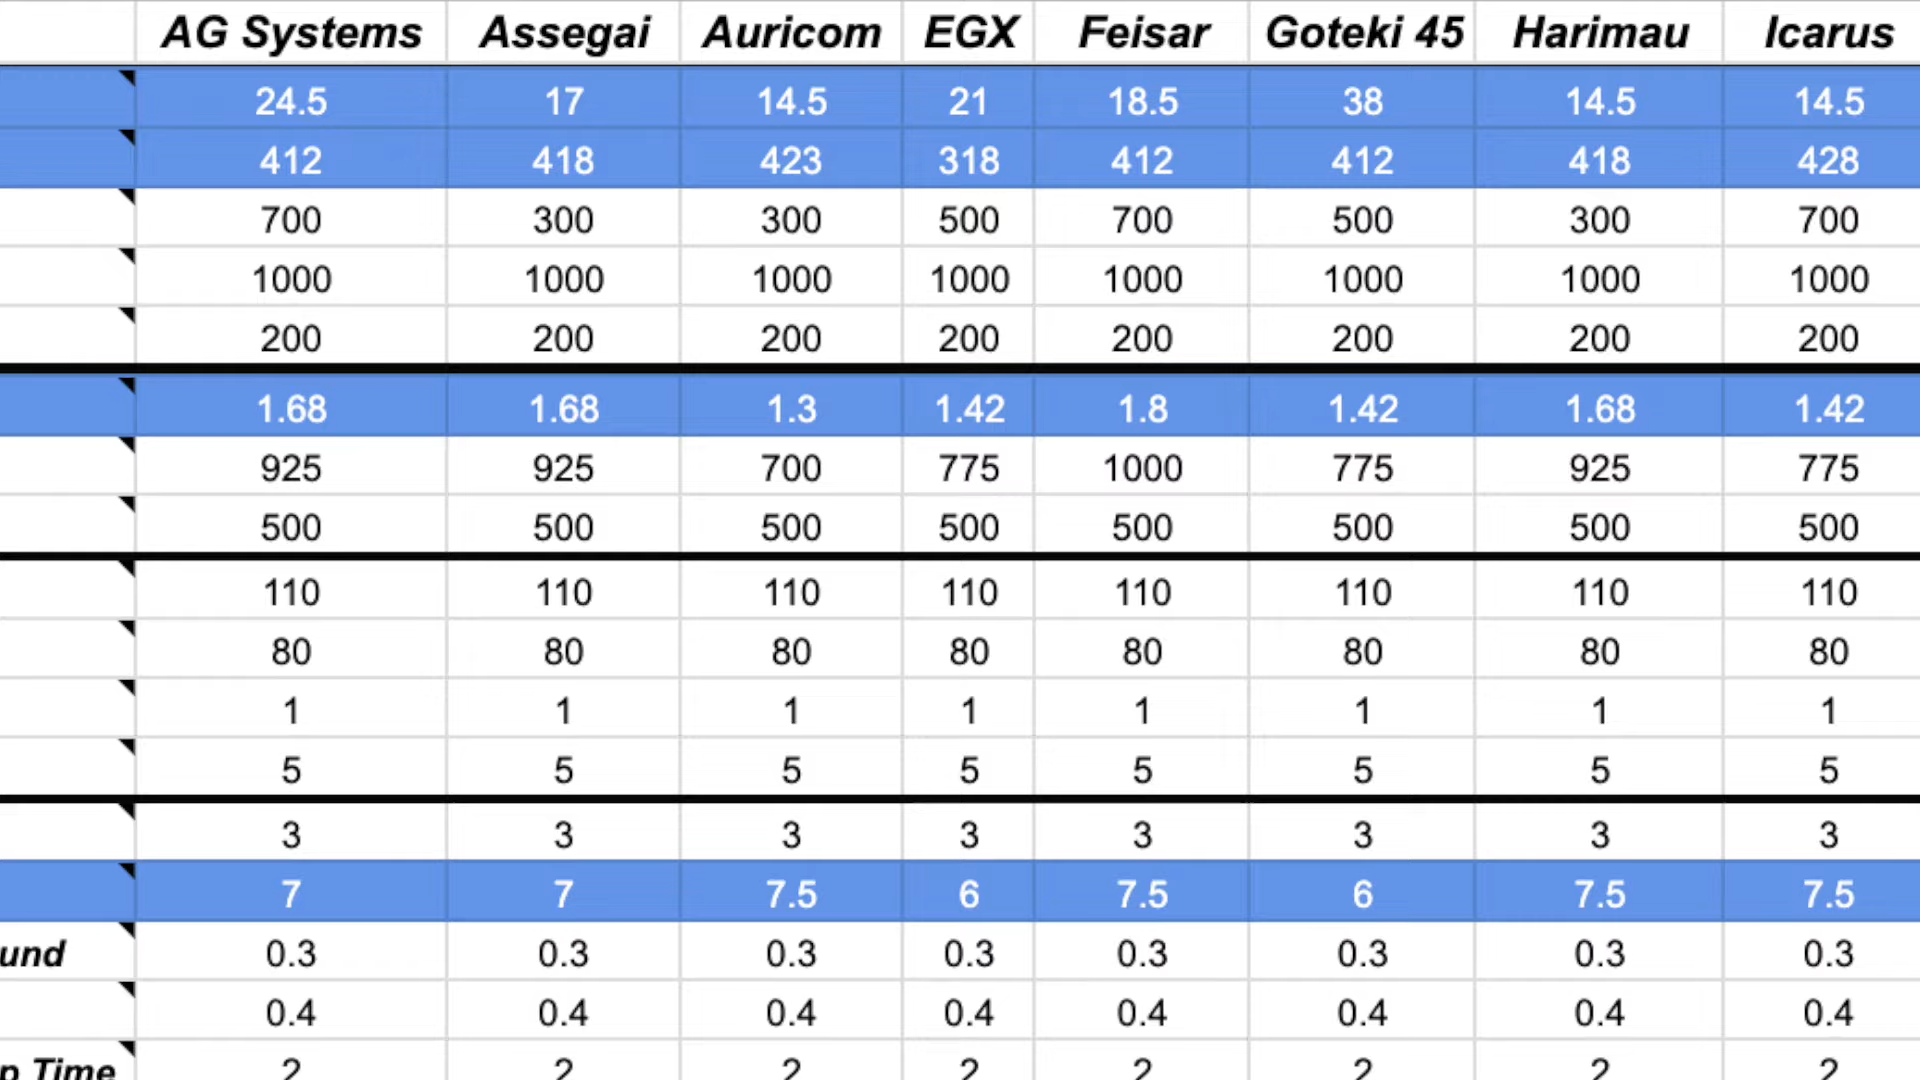 AG Systems Assegai Auricom EGX Feisar Goteki 45 Harimau Icarus
24.5 17 14.5 21 18.5 38 14.5 14.5
412 418 423 318 412 412 418 428
700 300 300 500 700 500 300 700
1000 1000 1000 1000 1000 1000 1000 1000
200 200 200 200 200 200 200 200
1.68 1.68 1.3 1.42 1.8 1.42 1.68 1.42
925 925 700 775 1000 775 925 775
500 500 500 500 500 500 500 500
110 110 110 110 110 110 110 110
80 80 80 80 80 80 80 80
1 1 1 1 1 1 1 1
5 5 5 5 5 5 5 5
3 3 3 3 3 3 3 3
7 7 7.5 6 7.5 6 7.5 7.5
und 0.3 0.3 0.3 0.3 0.3 0.3 0.3 0.3
0.4 0.4 0.4 0.4 0.4 0.4 0.4 0.4
p Time 2 2 2 2 2 2 2 2